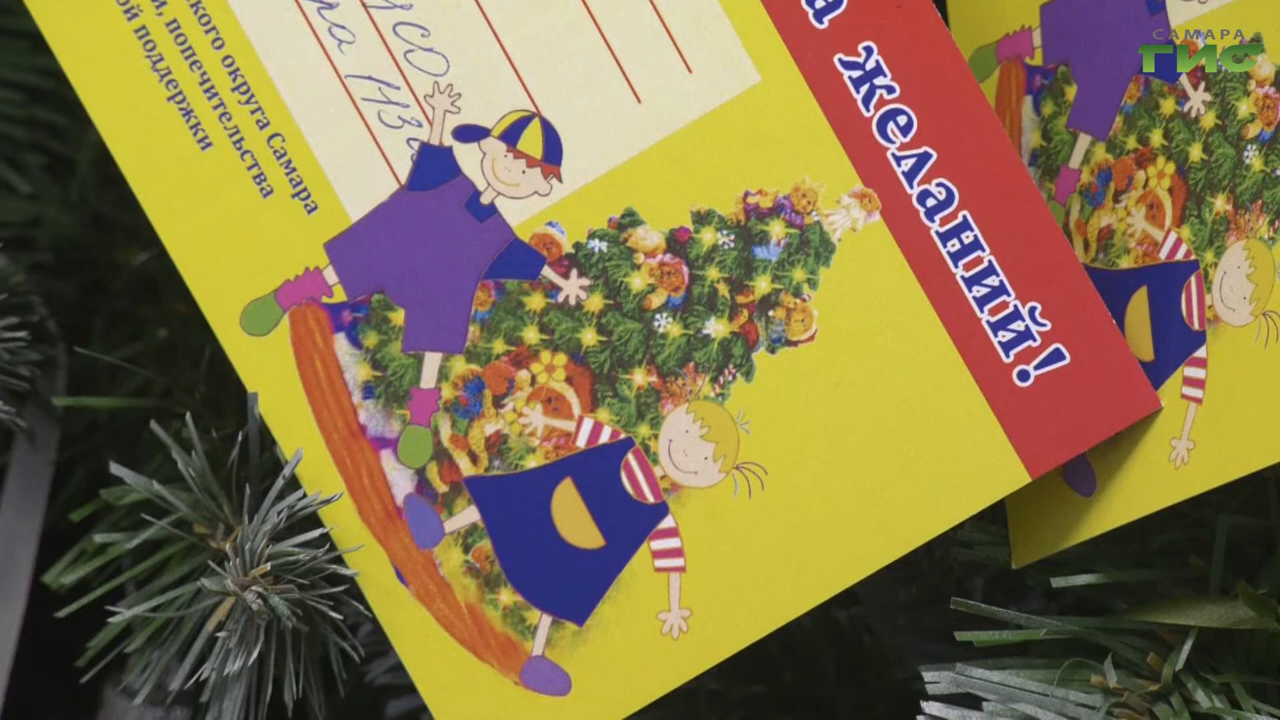 САМАРА
ГИС
а желаний!
ского округа Самара
и, попечительства
ой поддержки